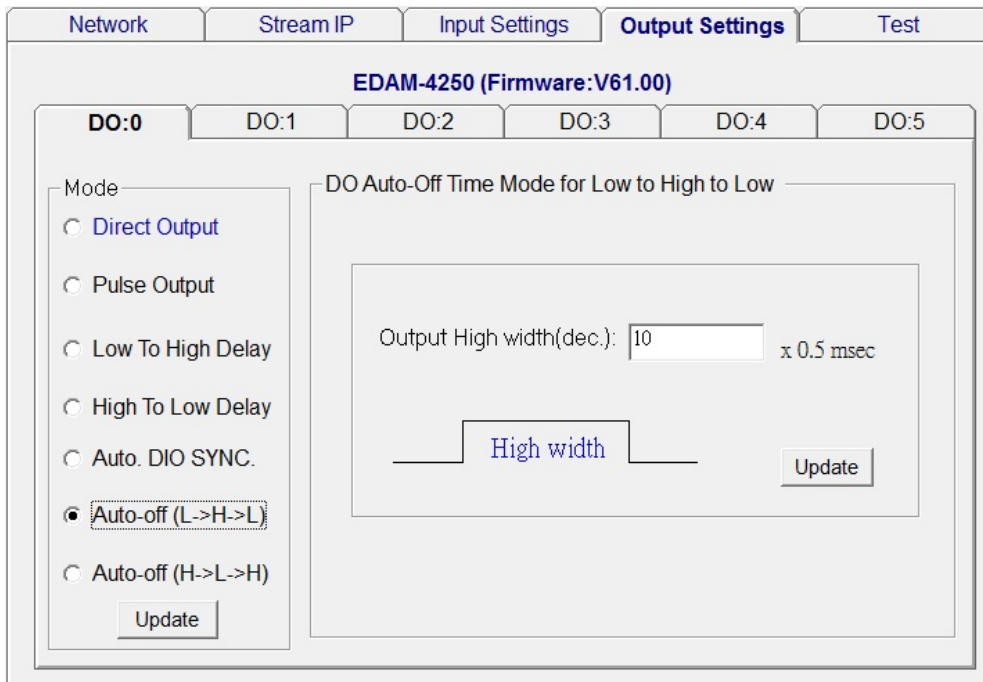 Network Stream IP Input Settings Output Settings Test
EDAM-4250 (Firmware:V61.00)
DO:0 DO:1 DO:2 DO:3 DO:4 DO:5
Mode
Direct Output
Pulse Output
Low To High Delay
High To Low Delay
Auto. DIO SYNC.
Auto-off (L->H->L)
Auto-off (H->L->H)
Update
DO Auto-Off Time Mode for Low to High to Low
Output High width(dec.): 10 x 0.5 msec
High width
Update